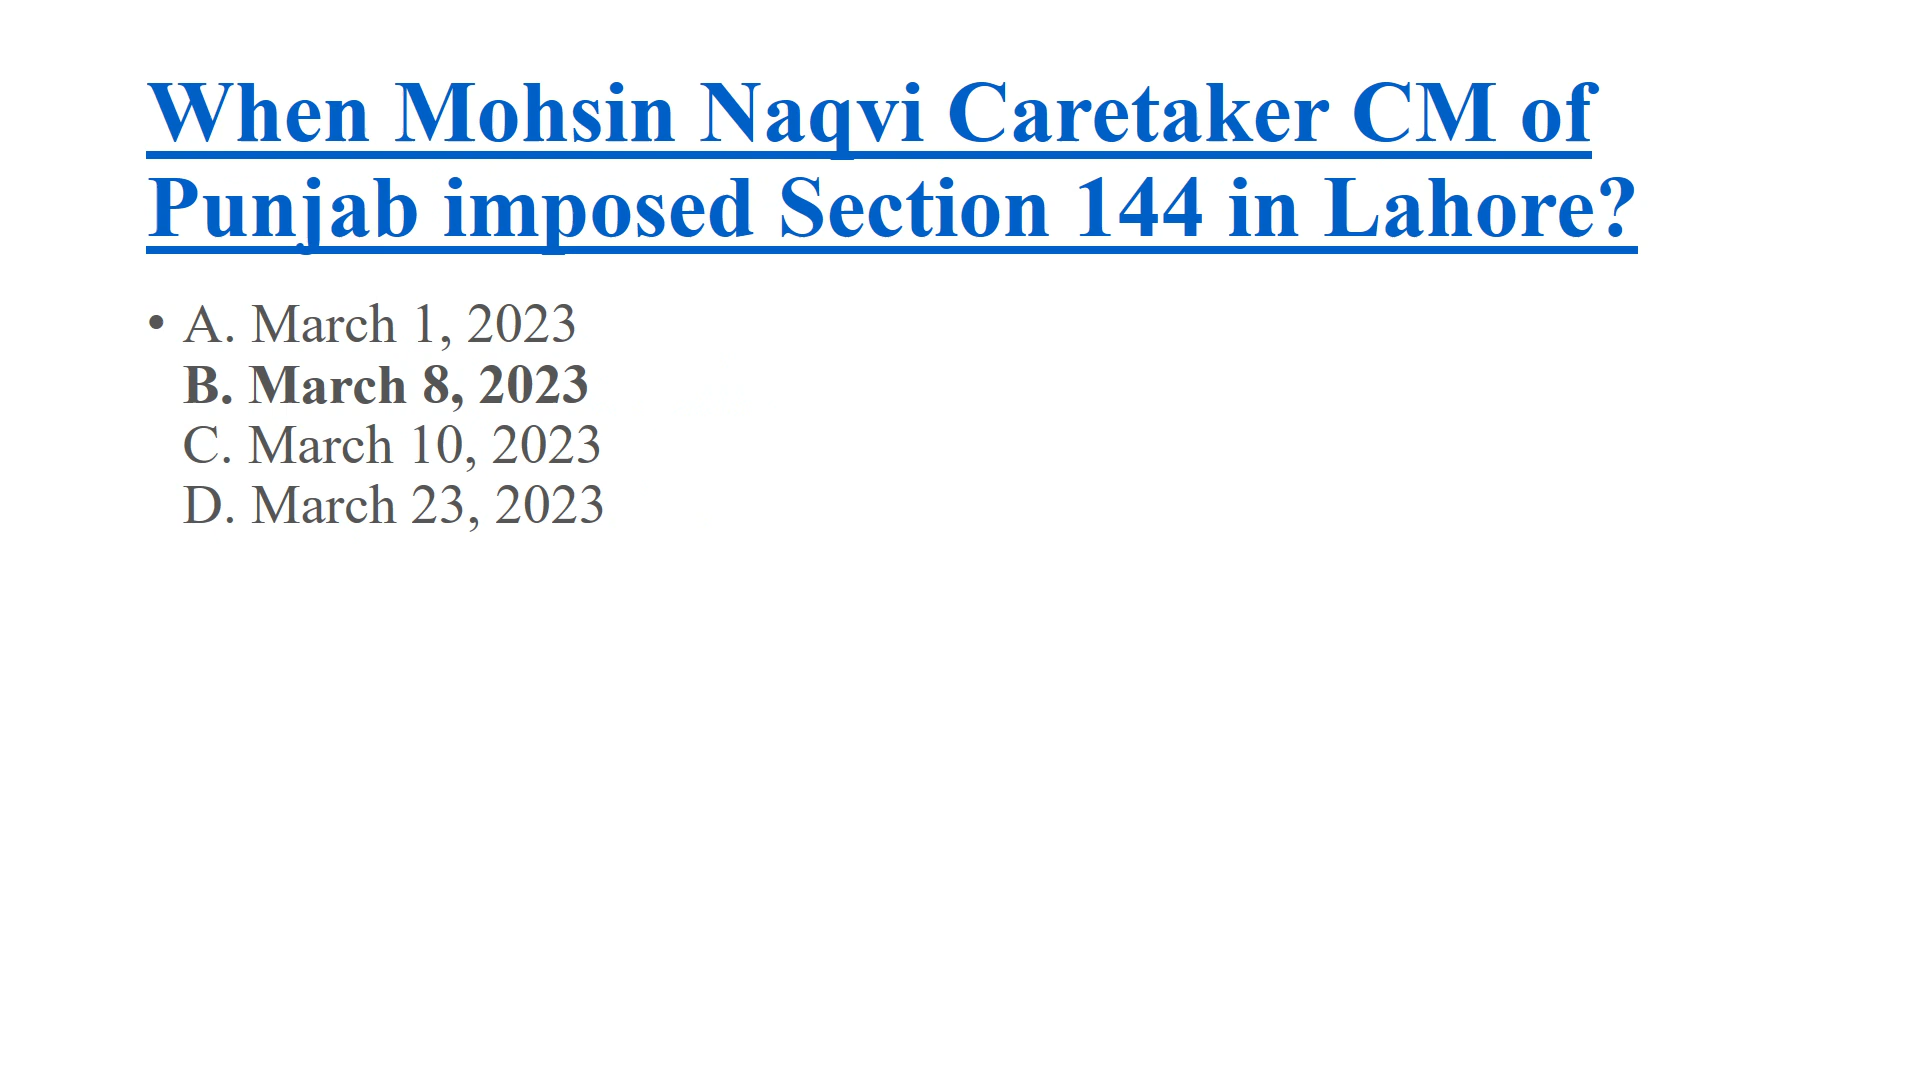 When Mohsin Naqvi Caretaker CM of
Punjab imposed Section 144 in Lahore?
• A. March 1, 2023
B. March 8, 2023
C. March 10, 2023
D. March 23, 2023